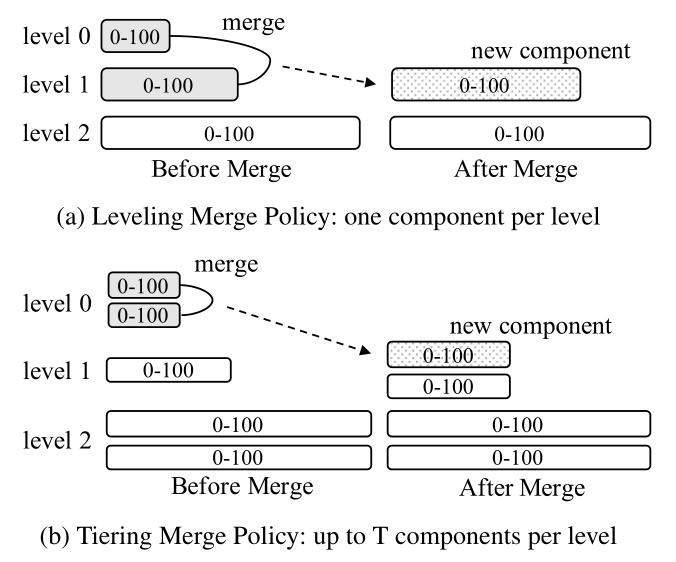 merge
level 0 0-100
new component
level 1 0-100 0-100
level 2 0-100 0-100
Before Merge After Merge
(a) Leveling Merge Policy: one component per level
merge
0-100
level 0
0-100
new component
0-100
level 1 0-100
0-100
0-100 0-100
level 2
0-100 0-100
Before Merge After Merge
(b) Tiering Merge Policy: up to T components per level